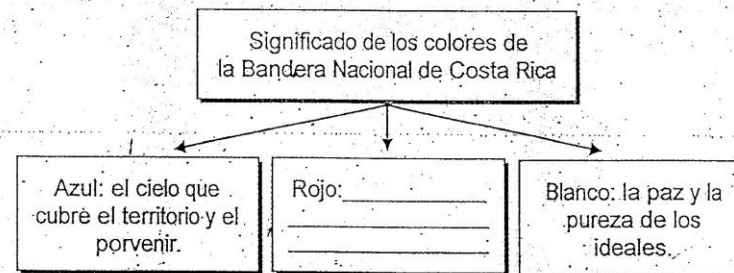 Significado de los colores de
la Bandera Nacional de Costa Rica
Azul: el cielo que
cubre el territorio y el
porvenir.
Rojo:
Blanco: la paz y la
pureza de los
ideales.